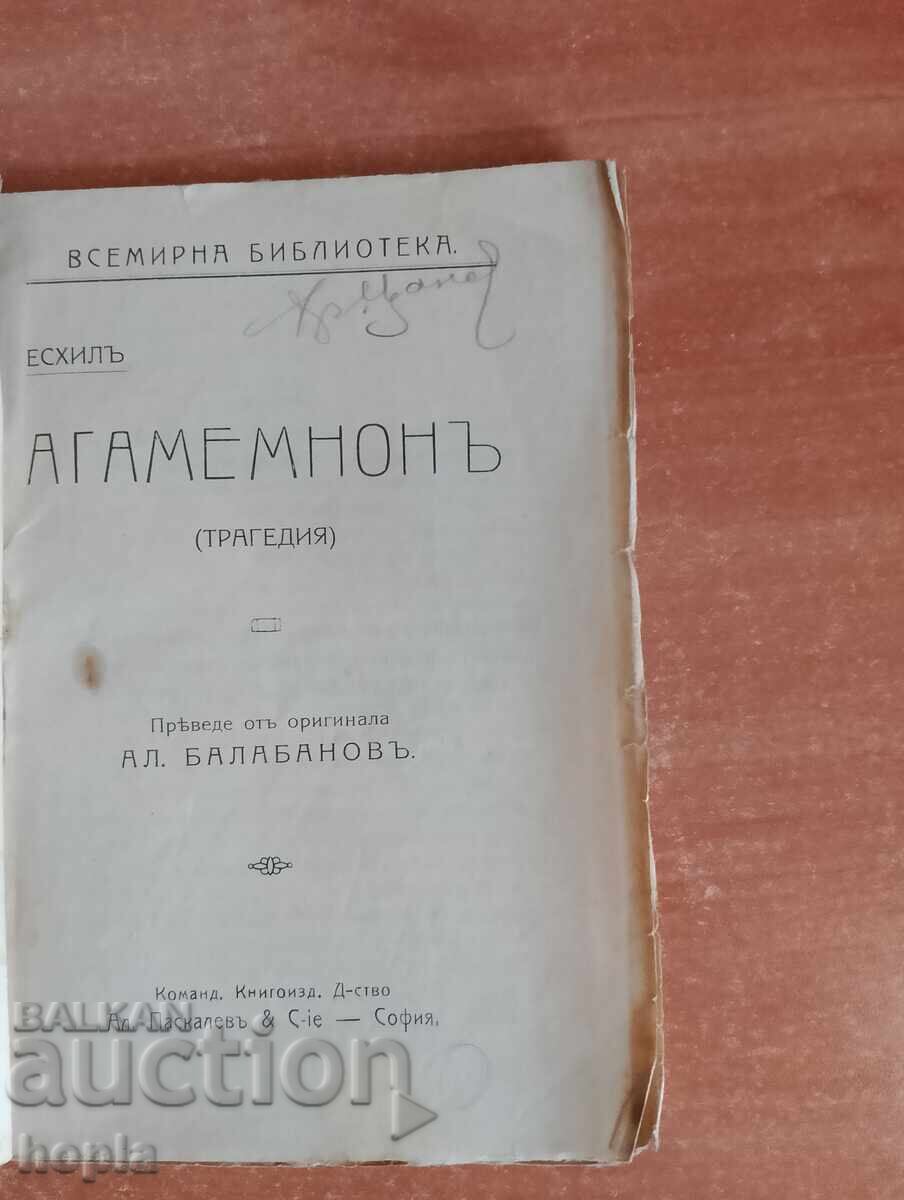 ВСЕМИРНА БИБЛИОТЕКА.
ЕСХИЛЪ
АГАМЕМНОНЪ
(ТРАГЕДИЯ)
Прѣведе отъ оригинала
АЛ. БАЛАБАНОВЪ.
Команд. Книгоизд. Д-ство
Ал. Паскалевъ & C-ie — София.
BALKAN
auction
hopla